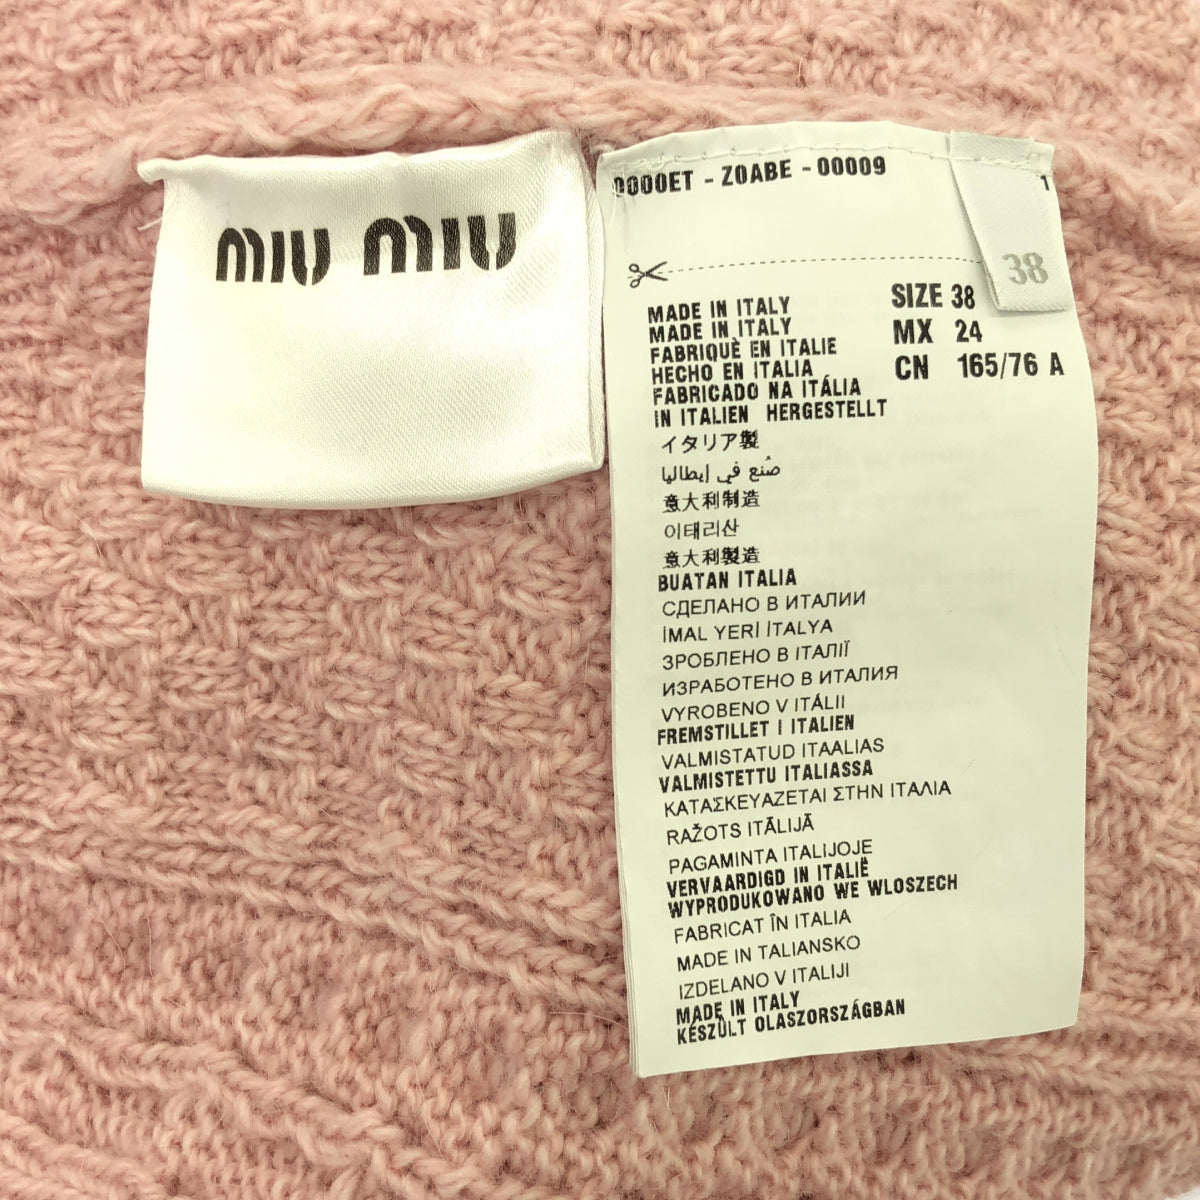 miu miu
0000ET - Z0ABE - 00009
1
38
SIZE 38
MX 24
CN 165/76 A
MADE IN ITALY
MADE IN ITALY
FABRIQUÈ EN ITALIE
HECHO EN ITALIA
FABRICADO NA ITÁLIA
IN ITALIEN HERGESTELLT
イタリア製
صُنع في إيطاليا
意大利制造
이태리산
意大利製造
BUATAN ITALIA
СДЕЛАНО В ИТАЛИИ
İMAL YERİ İTALYA
ЗРОБЛЕНО В ІТАЛІЇ
ИЗРАБОТЕНО В ИТАЛИЯ
VYROBENO V ITÁLII
FREMSTILLET I ITALIEN
VALMISTATUD ITAALIAS
VALMISTETTU ITALIASSA
ΚΑΤΑΣΚΕΥΑΖΕΤΑΙ ΣΤΗΝ ΙΤΑΛΙΑ
RAŽOTS ITĀLIJĀ
PAGAMINTA ITALIJOJE
VERVAARDIGD IN ITALIË
WYPRODUKOWANO WE WLOSZECH
FABRICAT ÎN ITALIA
MADE IN TALIANSKO
IZDELANO V ITALIJI
MADE IN ITALY
KÉSZÜLT OLASZORSZÁGBAN